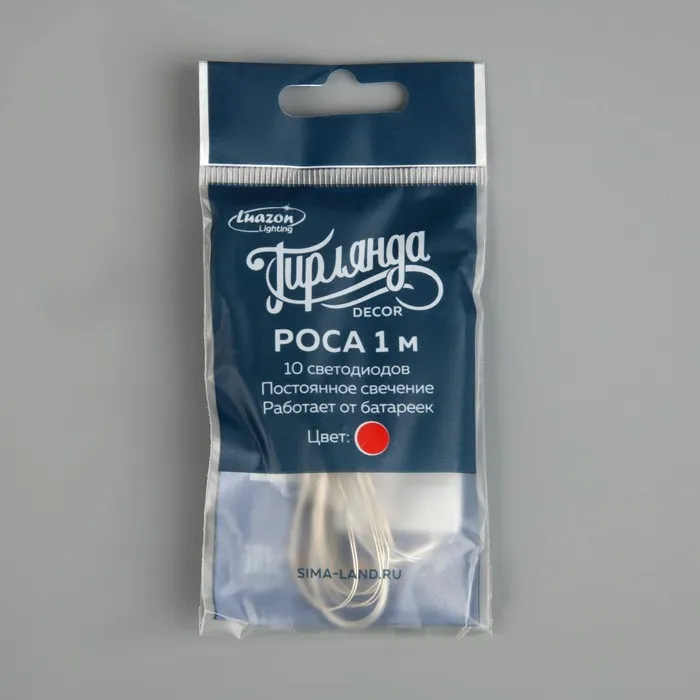 Luazon
Lighting
Гирлянда
DECOR
РОСА 1 м
10 светодиодов
Постоянное свечение
Работает от батареек
Цвет:
SIMA-LAND.RU